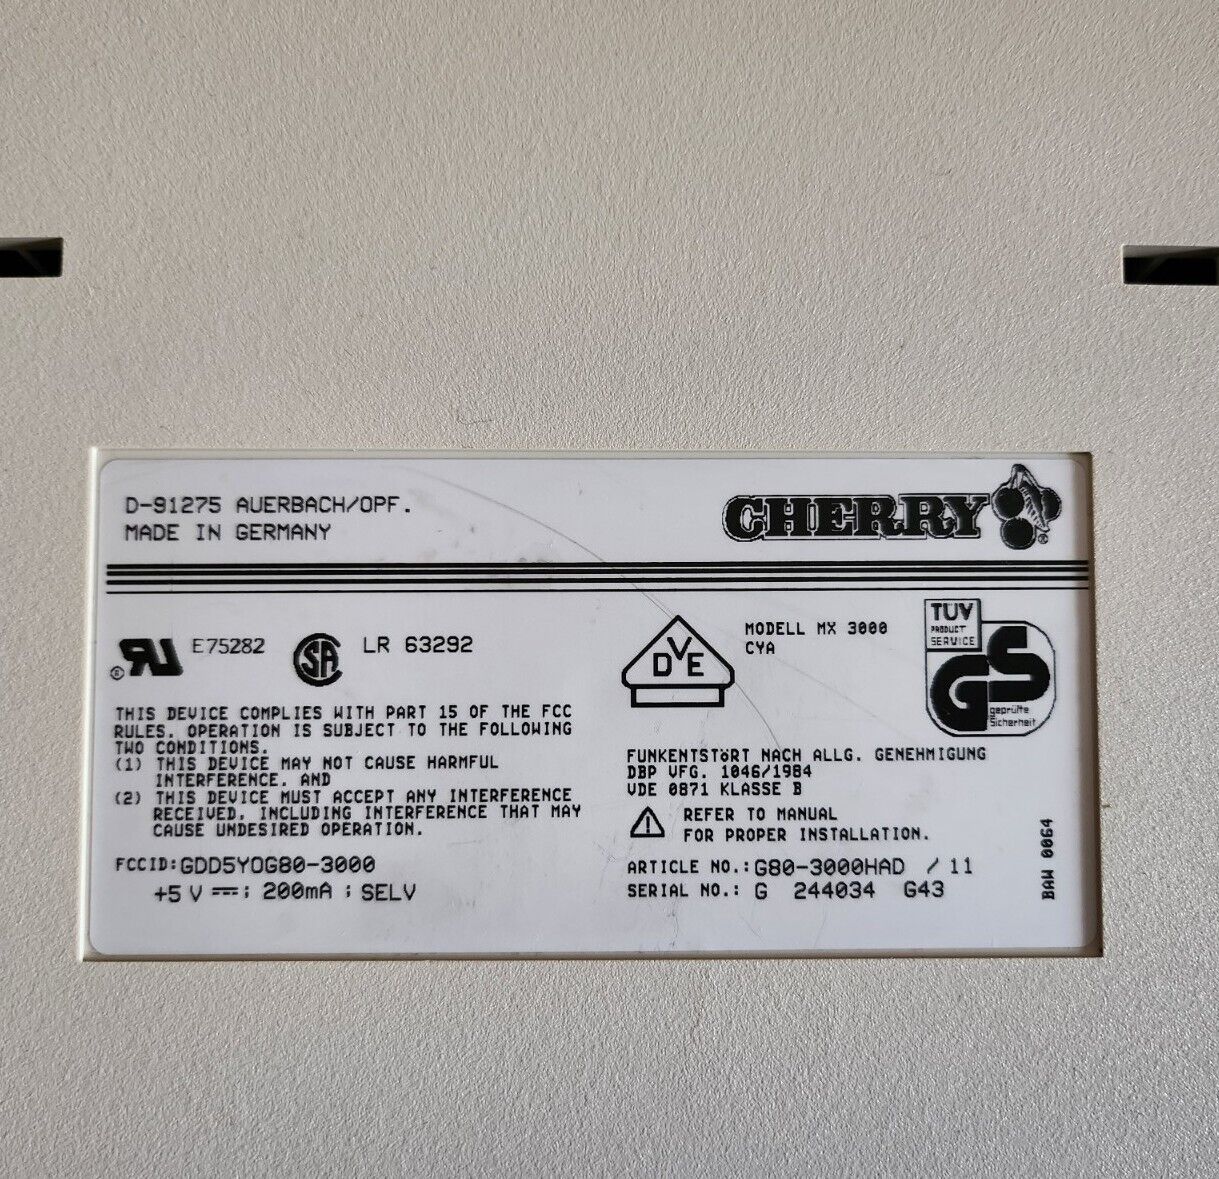 D-91275 AUERBACH/OPF.
MADE IN GERMANY
CHERRY
®
RU ® E75282
SA LR 63292
THIS DEVICE COMPLIES WITH PART 15 OF THE FCC
RULES. OPERATION IS SUBJECT TO THE FOLLOWING
TWO CONDITIONS.
(1) THIS DEVICE MAY NOT CAUSE HARMFUL
INTERFERENCE. AND
(2) THIS DEVICE MUST ACCEPT ANY INTERFERENCE
RECEIVED. INCLUDING INTERFERENCE THAT MAY
CAUSE UNDESIRED OPERATION.
FCCID:GDD5YOG80-3000
+5 V ⎓; 200mA ; SELV
DVE
MODELL MX 3000
CYA
TÜV
PRODUCT
SERVICE
GS
geprüfte
Sicherheit
FUNKENTSTöRT NACH ALLG. GENEHMIGUNG
DBP VFG. 1046/1984
VDE 0871 KLASSE B
REFER TO MANUAL
FOR PROPER INSTALLATION.
ARTICLE NO.:G80-3000HAD / 11
SERIAL NO.: G 244034 G43
BAW 0064